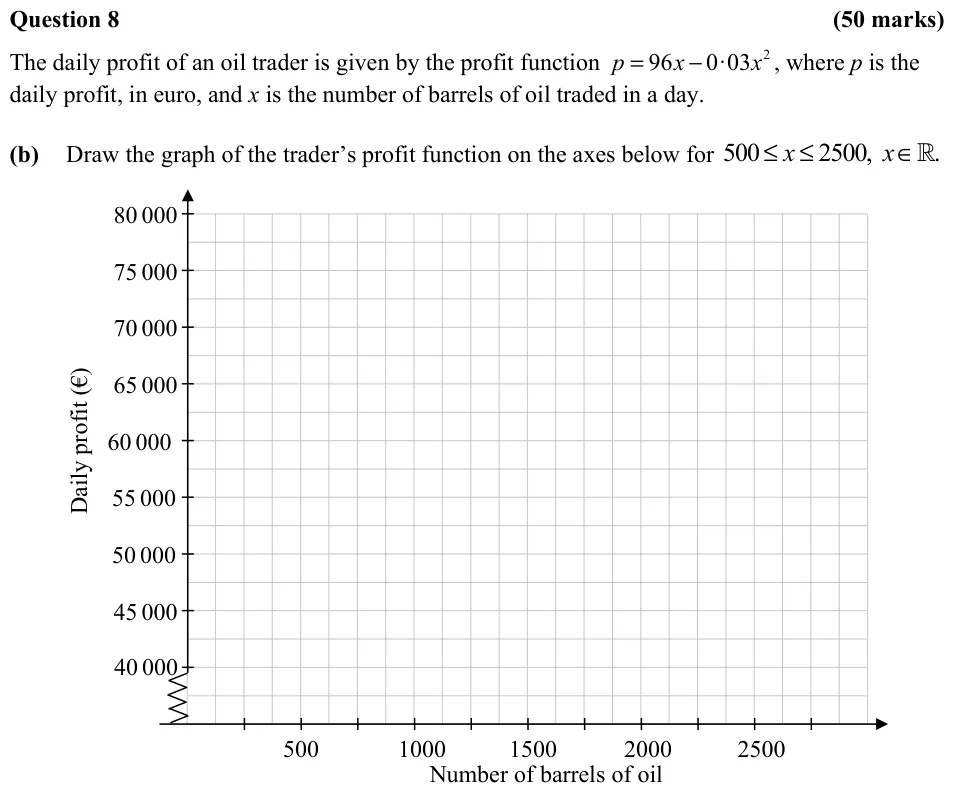 Question 8 (50 marks)
The daily profit of an oil trader is given by the profit function p = 96x − 0·03x², where p is the
daily profit, in euro, and x is the number of barrels of oil traded in a day.
(b) Draw the graph of the trader's profit function on the axes below for 500 ≤ x ≤ 2500, x ∈ ℝ.
80 000
75 000
70 000
65 000
60 000
55 000
50 000
45 000
40 000
Daily profit (€)
500 1000 1500 2000 2500
Number of barrels of oil